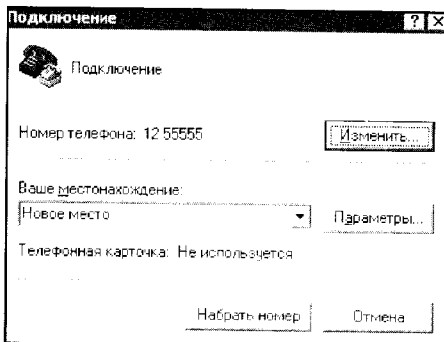 Подключение
Подключение
Номер телефона: 12 55555
Изменить...
Ваше местонахождение:
Новое место
Параметры...
Телефонная карточка: Не используется
Набрать номер
Отмена